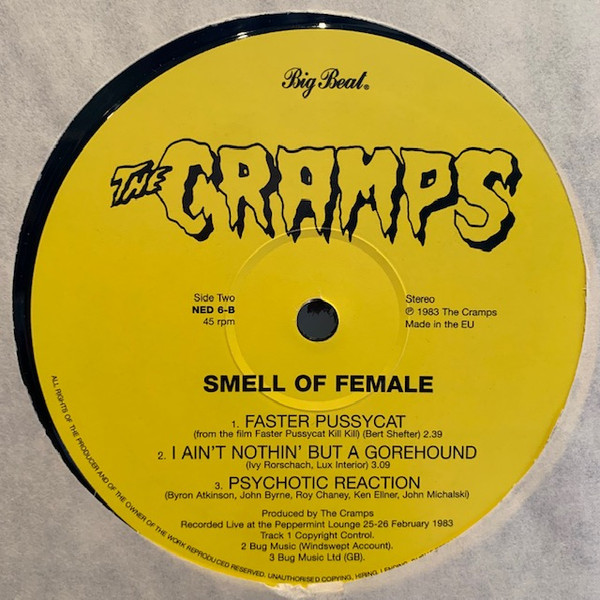 Big Beat®
THE CRAMPS
Side Two
NED 6-B
45 rpm
Stereo
℗ 1983 The Cramps
Made in the EU
SMELL OF FEMALE
1. FASTER PUSSYCAT
(from the film Faster Pussycat Kill Kill) (Bert Shefter) 2.39
2. I AIN'T NOTHIN' BUT A GOREHOUND
(Ivy Rorschach, Lux Interior) 3.09
3. PSYCHOTIC REACTION
(Byron Atkinson, John Byrne, Roy Chaney, Ken Ellner, John Michalski)
Produced by The Cramps
Recorded Live at the Peppermint Lounge 25-26 February 1983
Track 1 Copyright Control.
2 Bug Music (Windswept Account).
3 Bug Music Ltd (GB).
ALL RIGHTS OF THE PRODUCER AND OF THE OWNER OF THE WORK REPRODUCED RESERVED. UNAUTHORISED COPYING, HIRING,